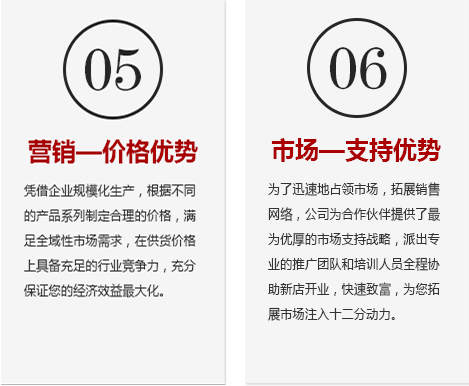 05
营销—价格优势
凭借企业规模化生产，根据不同
的产品系列制定合理的价格，满
足全域性市场需求，在供货价格
上具备充足的行业竞争力，充分
保证您的经济效益最大化。
06
市场—支持优势
为了迅速地占领市场，拓展销售
网络，公司为合作伙伴提供了最
为优厚的市场支持战略，派出专
业的推广团队和培训人员全程协
助新店开业，快速致富，为您拓
展市场注入十二分动力。